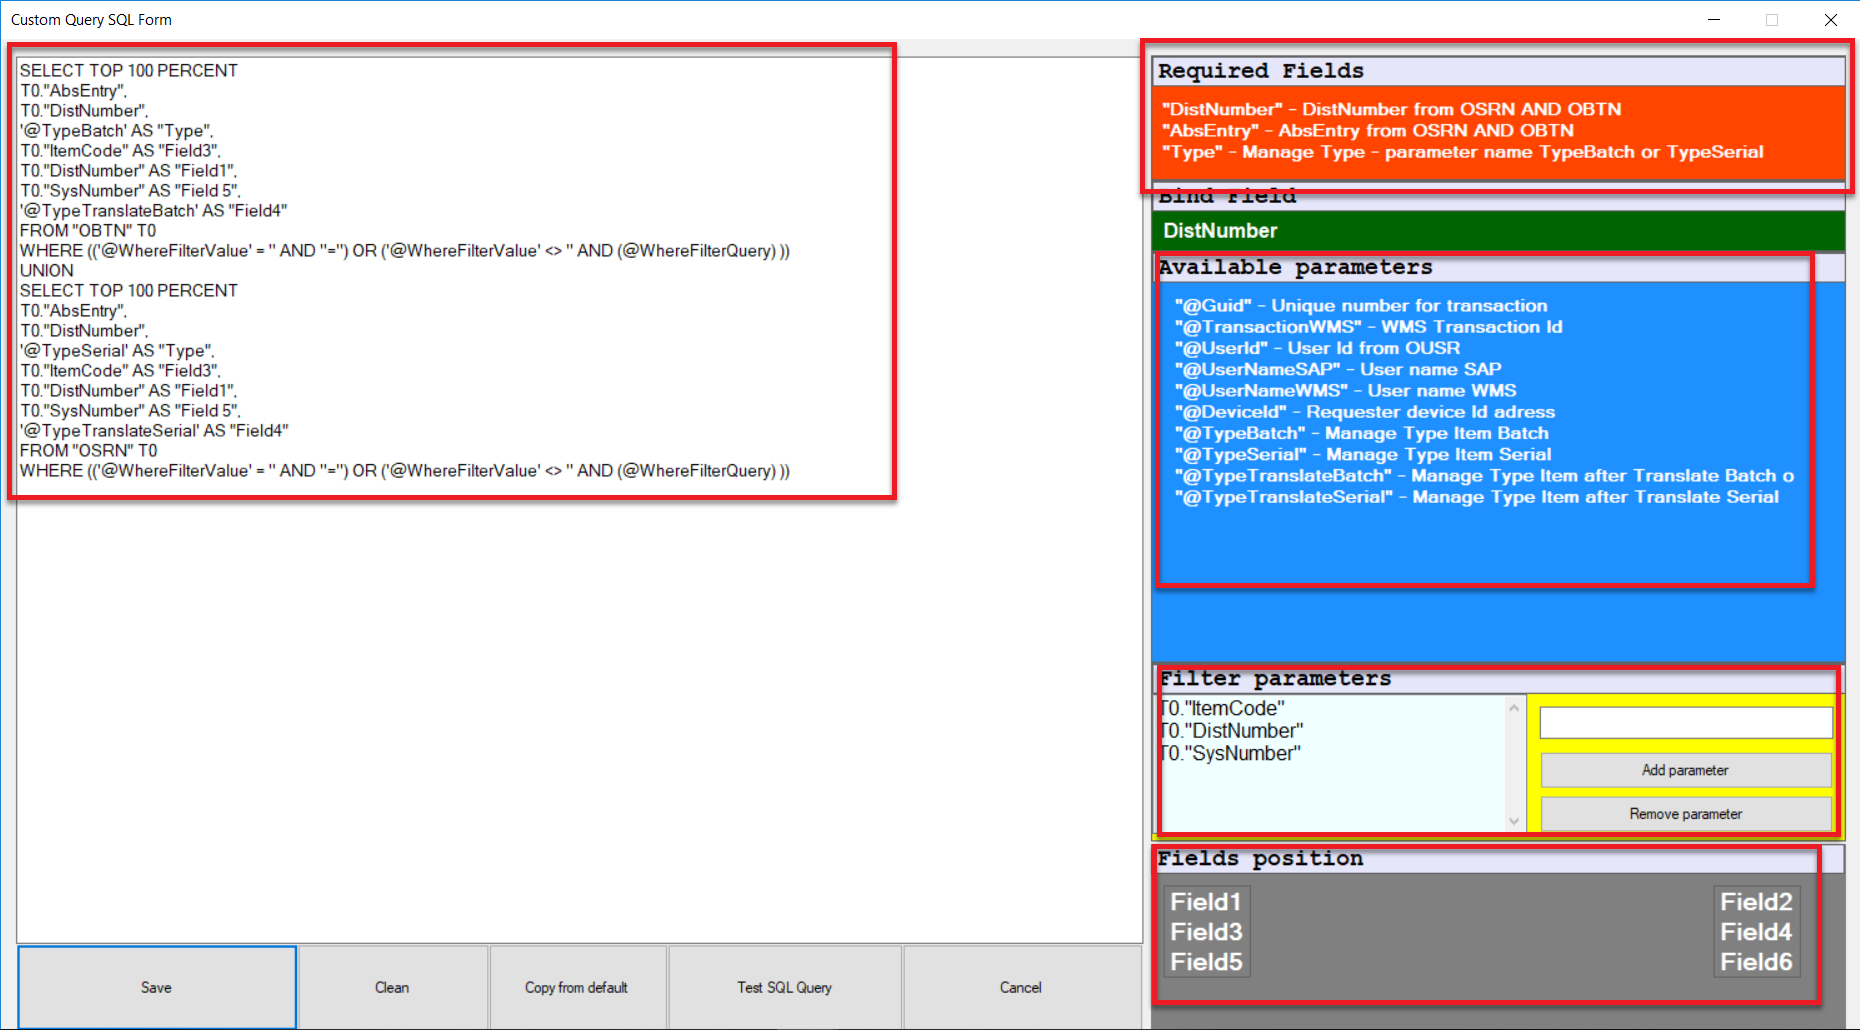 Custom Query SQL Form
SELECT TOP 100 PERCENT
T0."AbsEntry",
T0."DistNumber",
'@TypeBatch' AS "Type",
T0."ItemCode" AS "Field3",
T0."DistNumber" AS "Field1",
T0."SysNumber" AS "Field 5",
'@TypeTranslateBatch' AS "Field4"
FROM "OBTN" T0
WHERE (('@WhereFilterValue' = '' AND ''='') OR ('@WhereFilterValue' <> '' AND (@WhereFilterQuery) ))
UNION
SELECT TOP 100 PERCENT
T0."AbsEntry",
T0."DistNumber",
'@TypeSerial' AS "Type",
T0."ItemCode" AS "Field3",
T0."DistNumber" AS "Field1",
T0."SysNumber" AS "Field 5",
'@TypeTranslateSerial' AS "Field4"
FROM "OSRN" T0
WHERE (('@WhereFilterValue' = '' AND ''='') OR ('@WhereFilterValue' <> '' AND (@WhereFilterQuery) ))
Required Fields
"DistNumber" - DistNumber from OSRN AND OBTN
"AbsEntry" - AbsEntry from OSRN AND OBTN
"Type" - Manage Type - parameter name TypeBatch or TypeSerial
Bind Field
DistNumber
Available parameters
"@Guid" - Unique number for transaction
"@TransactionWMS" - WMS Transaction Id
"@UserId" - User Id from OUSR
"@UserNameSAP" - User name SAP
"@UserNameWMS" - User name WMS
"@DeviceId" - Requester device Id adress
"@TypeBatch" - Manage Type Item Batch
"@TypeSerial" - Manage Type Item Serial
"@TypeTranslateBatch" - Manage Type Item after Translate Batch o
"@TypeTranslateSerial" - Manage Type Item after Translate Serial
Filter parameters
T0."ItemCode"
T0."DistNumber"
T0."SysNumber"
Add parameter
Remove parameter
Fields position
Field1 Field2
Field3 Field4
Field5 Field6
Save Clean Copy from default Test SQL Query Cancel